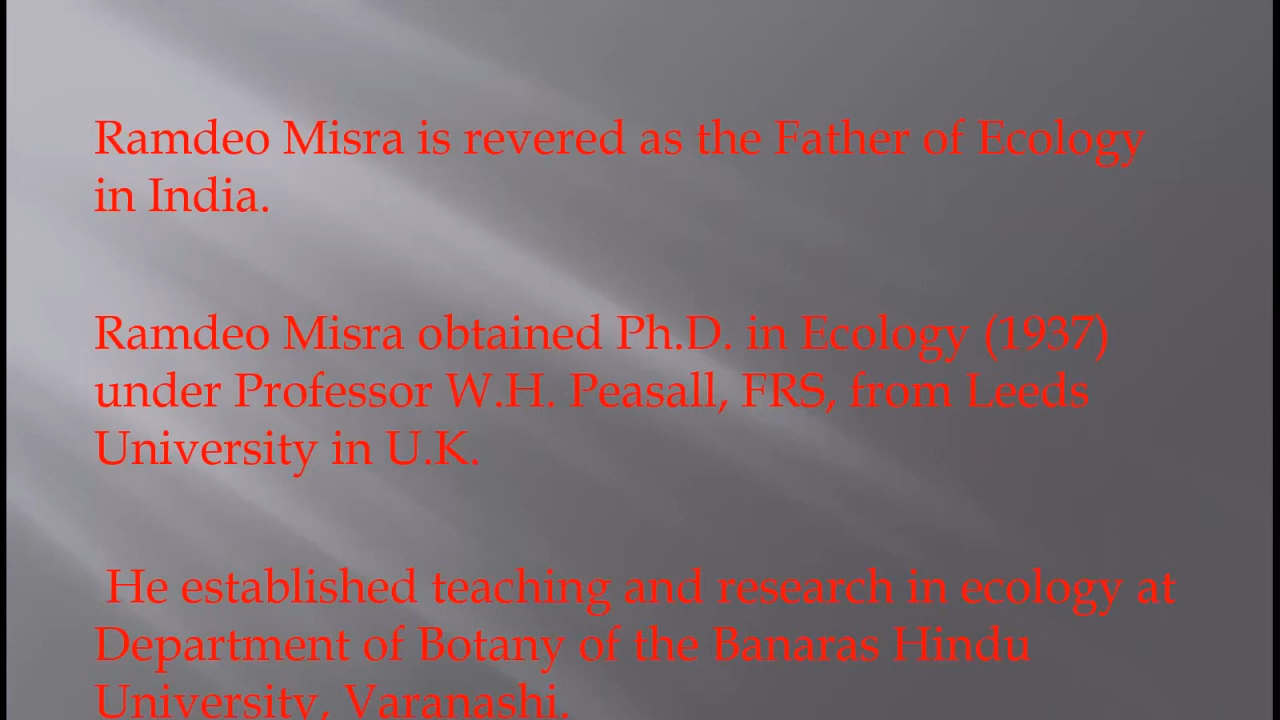 Ramdeo Misra is revered as the Father of Ecology
in India.
Ramdeo Misra obtained Ph.D. in Ecology (1937)
under Professor W.H. Peasall, FRS, from Leeds
University in U.K.
He established teaching and research in ecology at
Department of Botany of the Banaras Hindu
University, Varanashi.